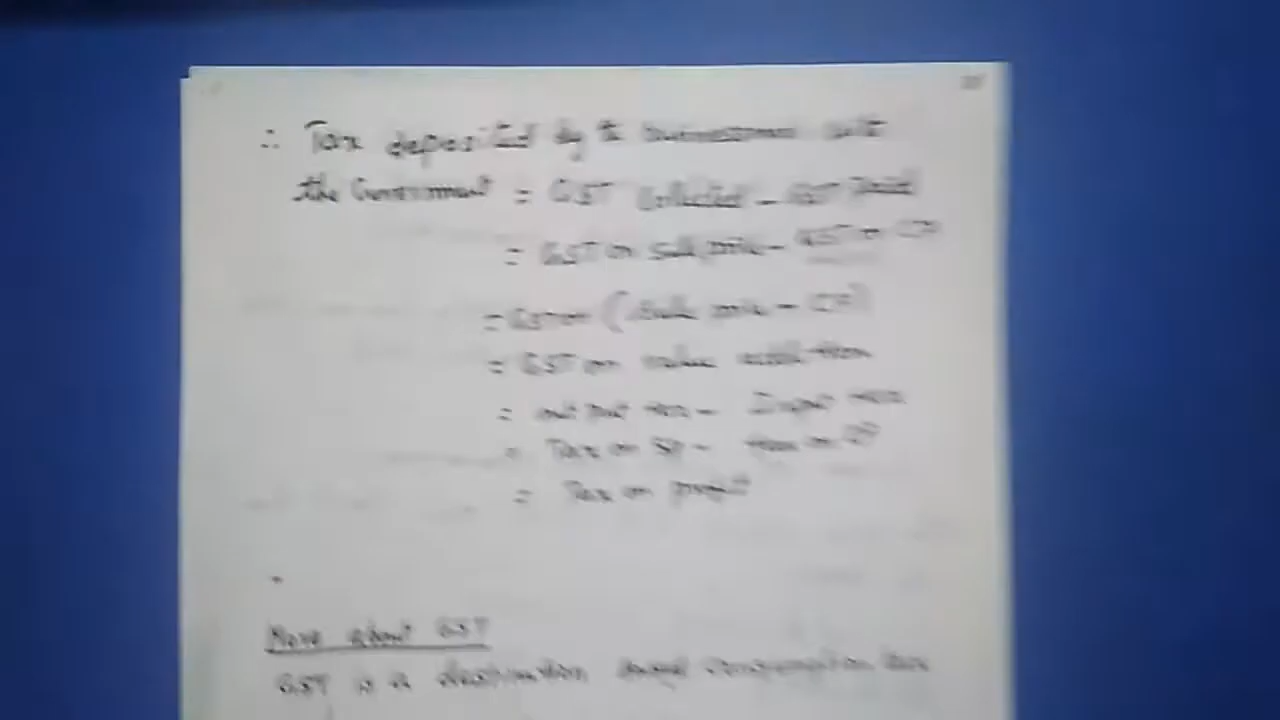 ∴ Tax deposited by the businessman with
the Government = GST Collected - GST Paid
= GST on sale price - GST on CP
= GST on (Sale price - CP)
= GST on value addition
= out put tax - Input tax
= Tax on SP - tax on CP
= Tax on profit
More about GST
GST is a destination based consumption tax